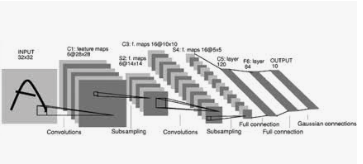 INPUT
32x32
C1: feature maps
6@28x28
S2: f. maps
6@14x14
C3: f. maps 16@10x10
S4: f. maps 16@5x5
C5: layer
120
F6: layer
84
OUTPUT
10
Convolutions
Subsampling
Convolutions
Subsampling
Full connection
Full connection
Gaussian connections